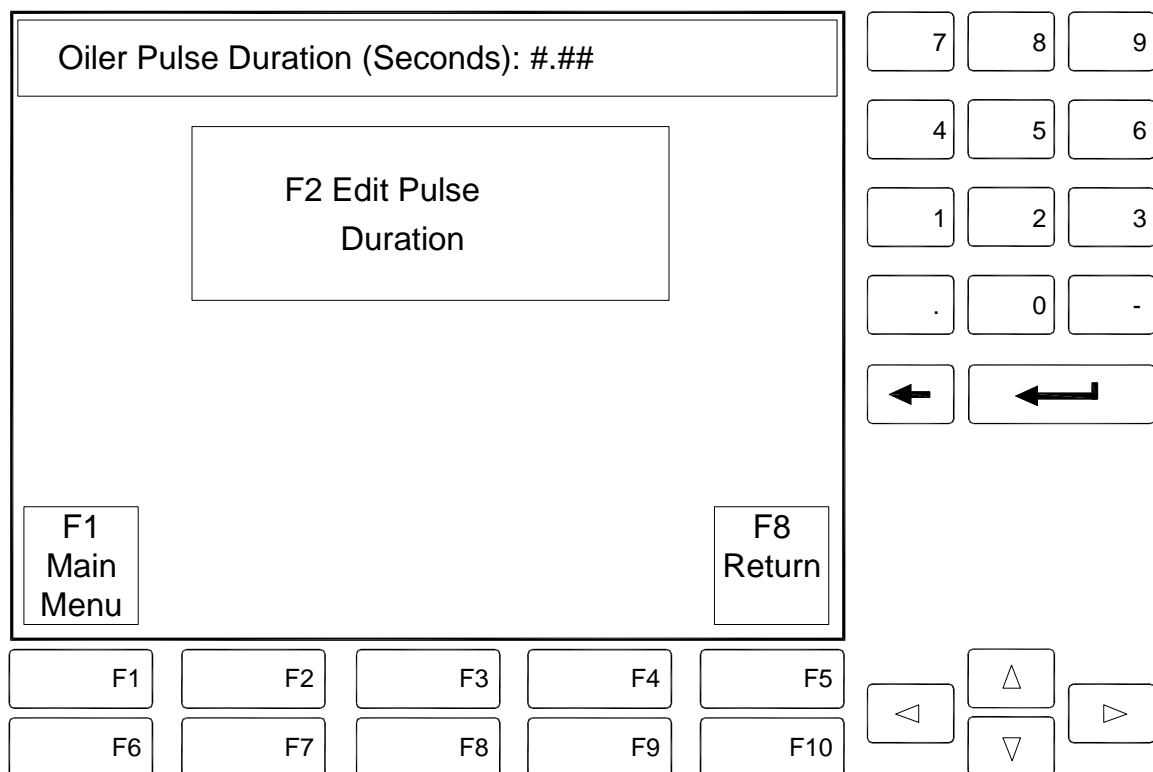 Oiler Pulse Duration (Seconds): #.##
F2 Edit Pulse
Duration
F1
Main
Menu
F8
Return
7 8 9
4 5 6
1 2 3
. 0 -
F1 F2 F3 F4 F5
F6 F7 F8 F9 F10